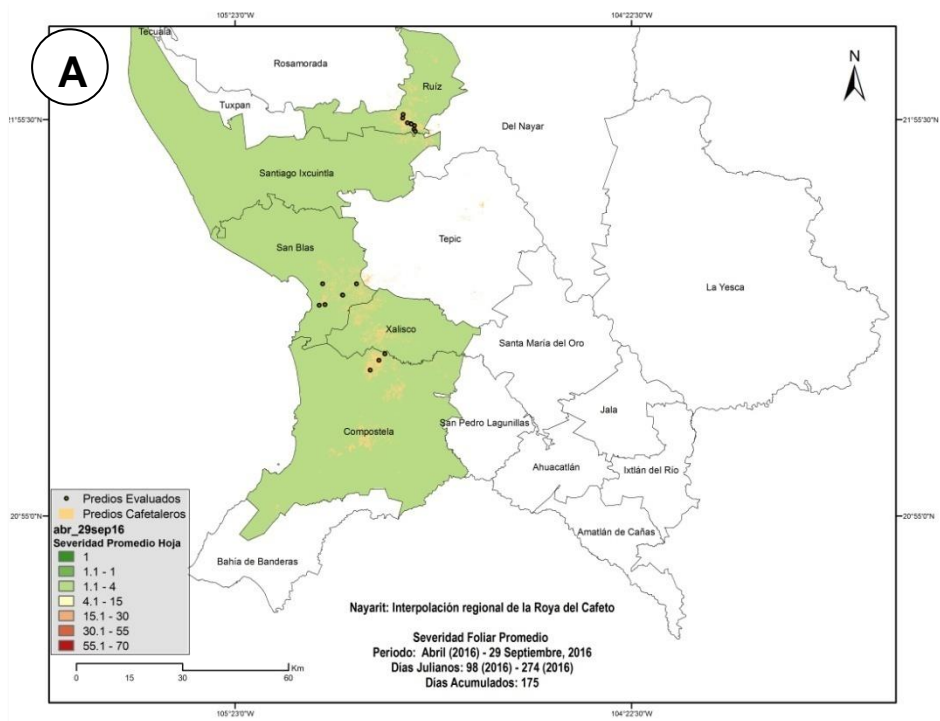 105°23'0"W
104°22'30"W
Tecuala
A
Rosamorada
Ruíz
N
Tuxpan
21°55'30"N
21°55'30"N
Del Nayar
Santiago Ixcuintla
San Blas
Tepic
La Yesca
Xalisco
Santa María del Oro
Jala
San Pedro Lagunillas
Compostela
Ahuacatlán
Ixtlán del Río
Predios Evaluados
Predios Cafetaleros
abr_29sep16
Severidad Promedio Hoja
1
1.1 - 1
1.1 - 4
4.1 - 15
15.1 - 30
30.1 - 55
55.1 - 70
20°55'0"N
20°55'0"N
Amatlán de Cañas
Bahía de Banderas
Nayarit: Interpolación regional de la Roya del Cafeto
Severidad Foliar Promedio
Periodo: Abril (2016) - 29 Septiembre, 2016
Días Julianos: 98 (2016) - 274 (2016)
Días Acumulados: 175
Km
0 15 30 60
105°23'0"W
104°22'30"W